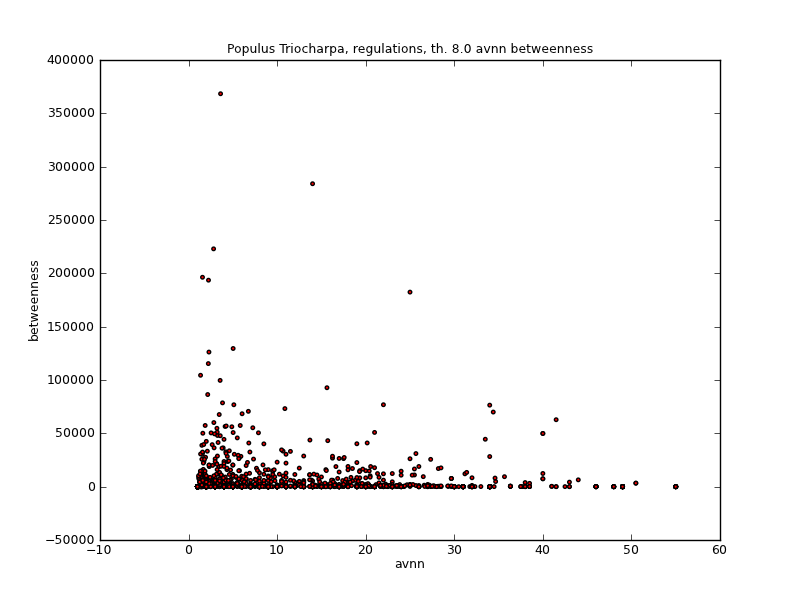 Populus Triocharpa, regulations, th. 8.0 avnn betweenness
400000
350000
300000
250000
200000
150000
100000
50000
0
−50000
betweenness
−10 0 10 20 30 40 50 60
avnn